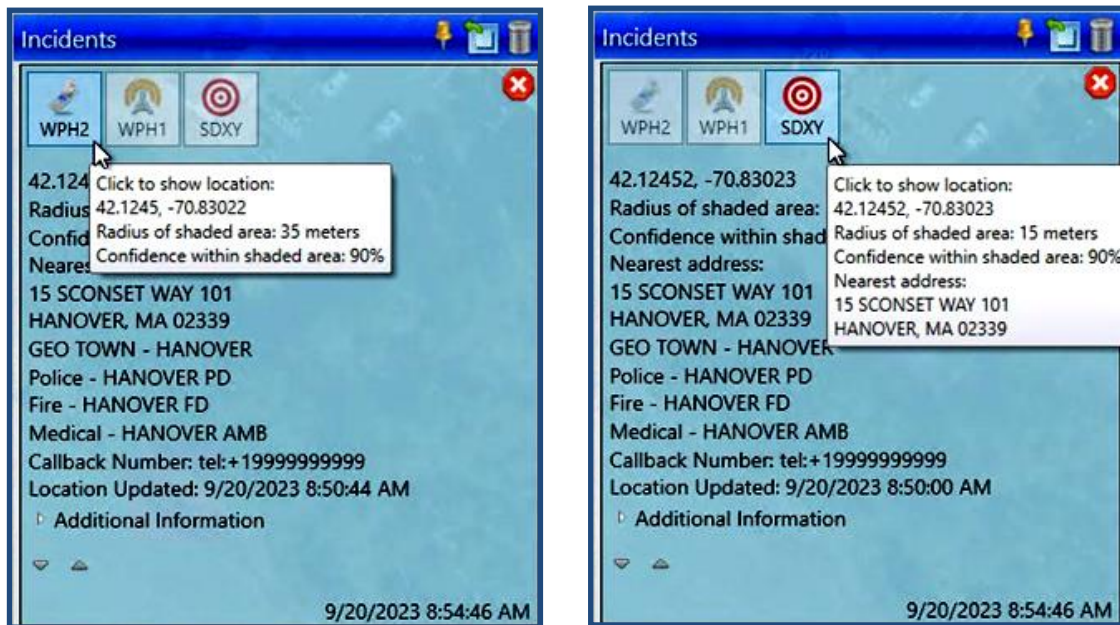 Incidents
WPH2 WPH1 SDXY
42.124
Click to show location:
Radius
42.1245, -70.83022
Radius of shaded area: 35 meters
Confid
Confidence within shaded area: 90%
Neares
15 SCONSET WAY 101
HANOVER, MA 02339
GEO TOWN - HANOVER
Police - HANOVER PD
Fire - HANOVER FD
Medical - HANOVER AMB
Callback Number: tel:+19999999999
Location Updated: 9/20/2023 8:50:44 AM
Additional Information
9/20/2023 8:54:46 AM
Incidents
WPH2 WPH1 SDXY
42.12452, -70.83023
Radius of shaded area:
Confidence within shad
Nearest address:
15 SCONSET WAY 101
HANOVER, MA 02339
GEO TOWN - HANOVER
Police - HANOVER PD
Fire - HANOVER FD
Medical - HANOVER AMB
Callback Number: tel:+19999999999
Location Updated: 9/20/2023 8:50:00 AM
Additional Information
9/20/2023 8:54:46 AM
Click to show location:
42.12452, -70.83023
Radius of shaded area: 15 meters
Confidence within shaded area: 90%
Nearest address:
15 SCONSET WAY 101
HANOVER, MA 02339